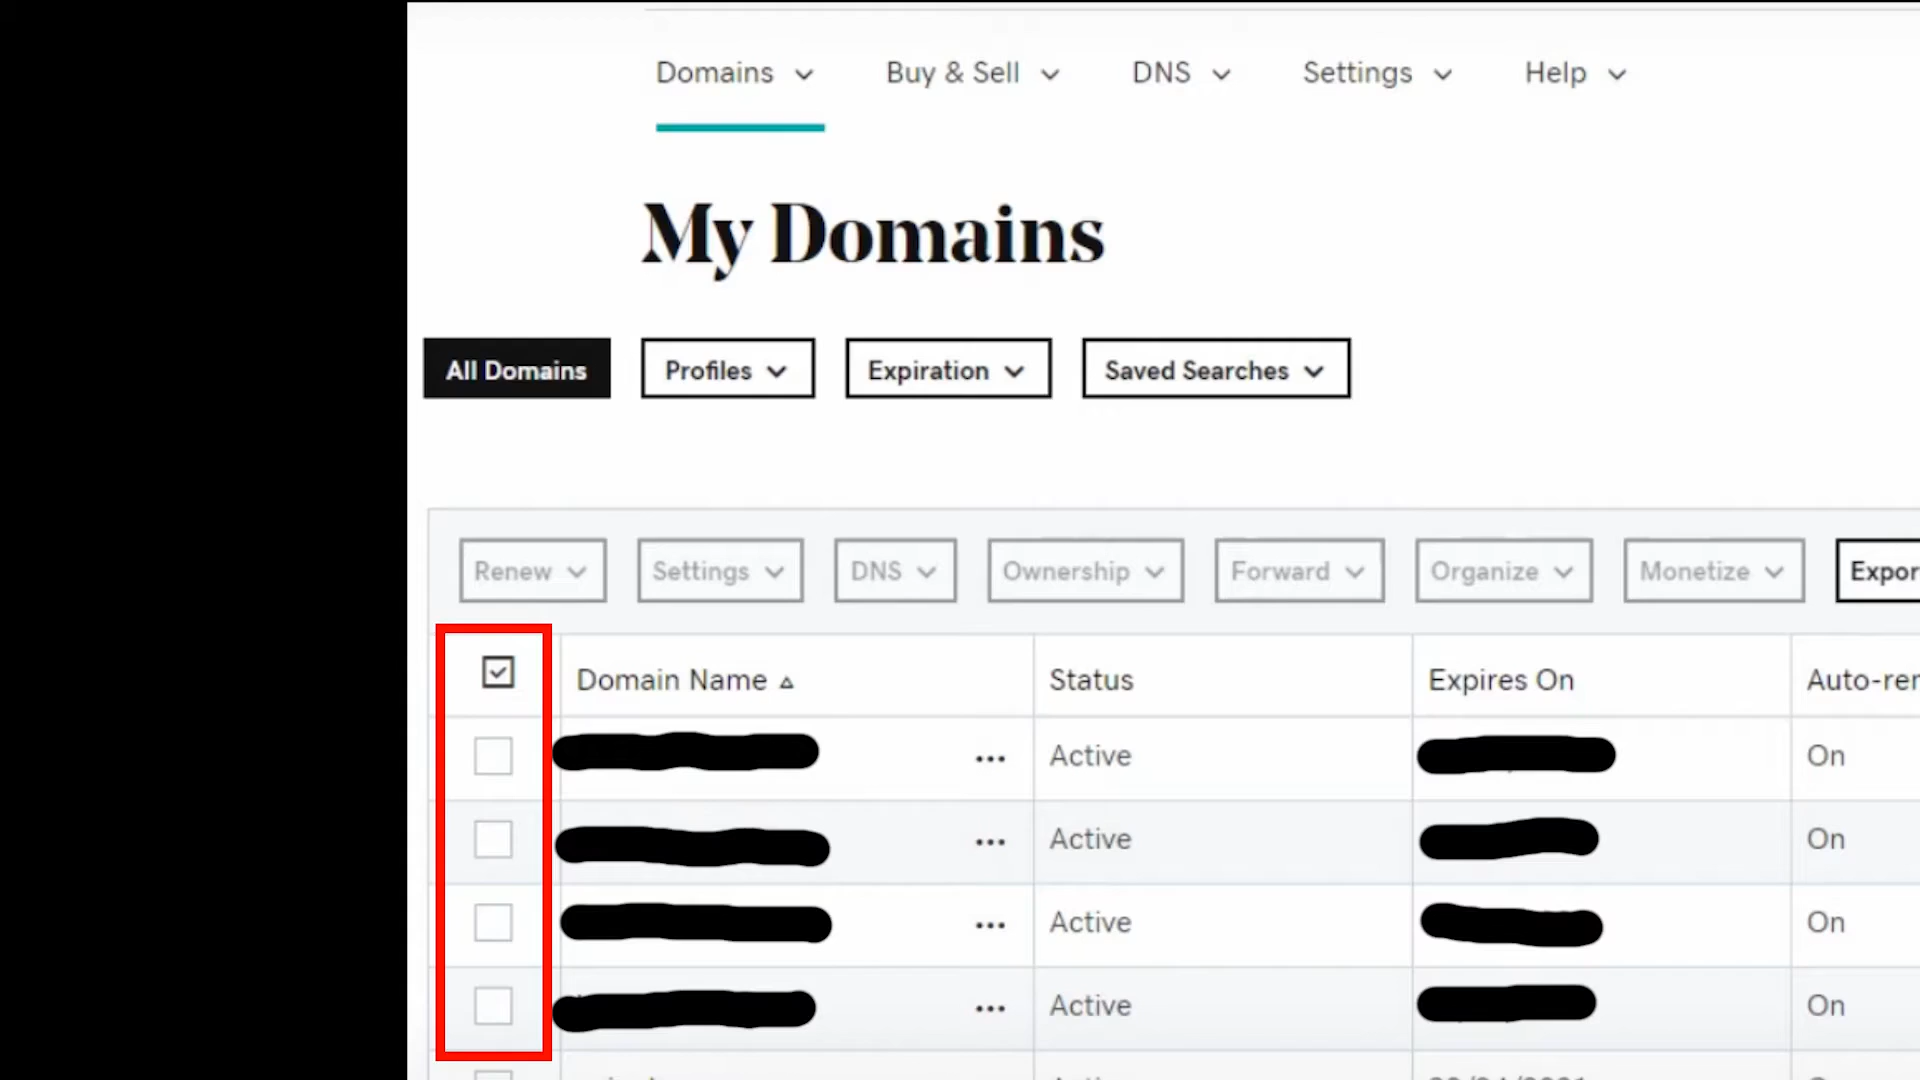 Domains Buy & Sell DNS Settings Help
My Domains
All Domains Profiles Expiration Saved Searches
Renew Settings DNS Ownership Forward Organize Monetize Expor
Domain Name Status Expires On Auto-ren
Active On
Active On
Active On
Active On